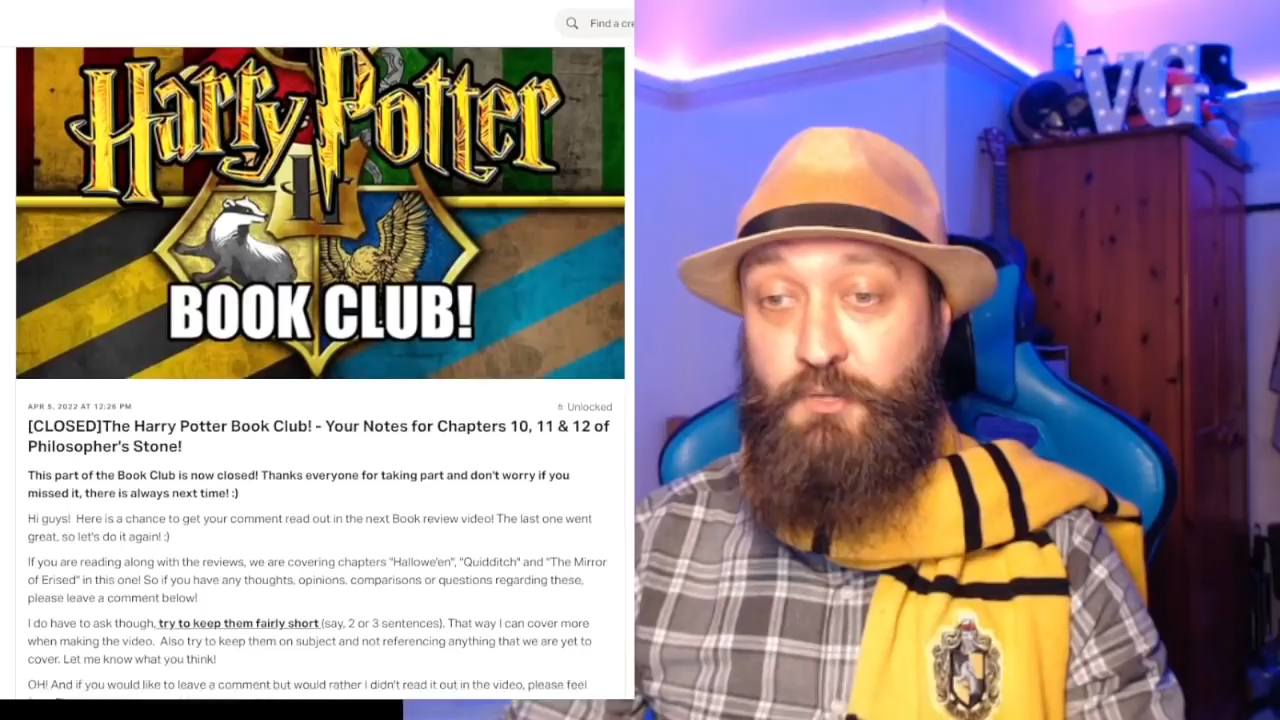 Find a cre
Harry Potter
BOOK CLUB!
APR 5, 2022 AT 12:26 PM
Unlocked
[CLOSED]The Harry Potter Book Club! - Your Notes for Chapters 10, 11 & 12 of
Philosopher's Stone!
This part of the Book Club is now closed! Thanks everyone for taking part and don't worry if you
missed it, there is always next time! :)
Hi guys! Here is a chance to get your comment read out in the next Book review video! The last one went
great, so let's do it again! :)
If you are reading along with the reviews, we are covering chapters "Hallowe'en", "Quidditch" and "The Mirror
of Erised" in this one! So if you have any thoughts, opinions, comparisons or questions regarding these,
please leave a comment below!
I do have to ask though, try to keep them fairly short (say, 2 or 3 sentences). That way I can cover more
when making the video. Also try to keep them on subject and not referencing anything that we are yet to
cover. Let me know what you think!
OH! And if you would like to leave a comment but would rather I didn't read it out in the video, please feel
VG